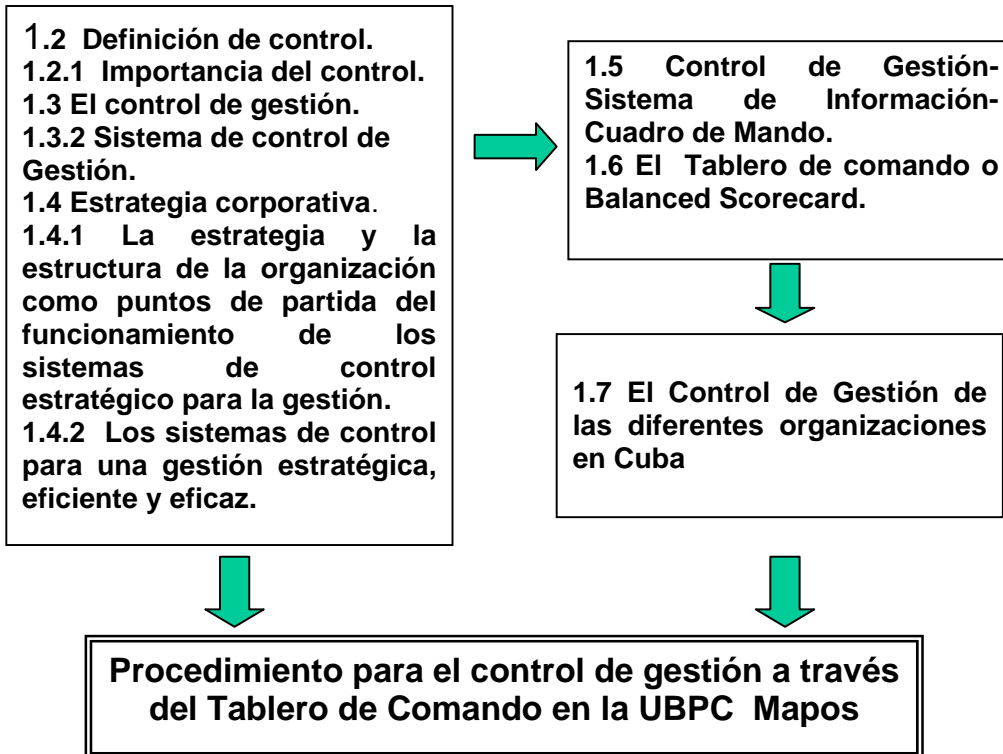 1.2 Definición de control.
1.2.1 Importancia del control.
1.3 El control de gestión.
1.3.2 Sistema de control de
Gestión.
1.4 Estrategia corporativa.
1.4.1 La estrategia y la
estructura de la organización
como puntos de partida del
funcionamiento de los
sistemas de control
estratégico para la gestión.
1.4.2 Los sistemas de control
para una gestión estratégica,
eficiente y eficaz.
1.5 Control de Gestión-
Sistema de Información-
Cuadro de Mando.
1.6 El Tablero de comando o
Balanced Scorecard.
1.7 El Control de Gestión de
las diferentes organizaciones
en Cuba
Procedimiento para el control de gestión a través
del Tablero de Comando en la UBPC Mapos